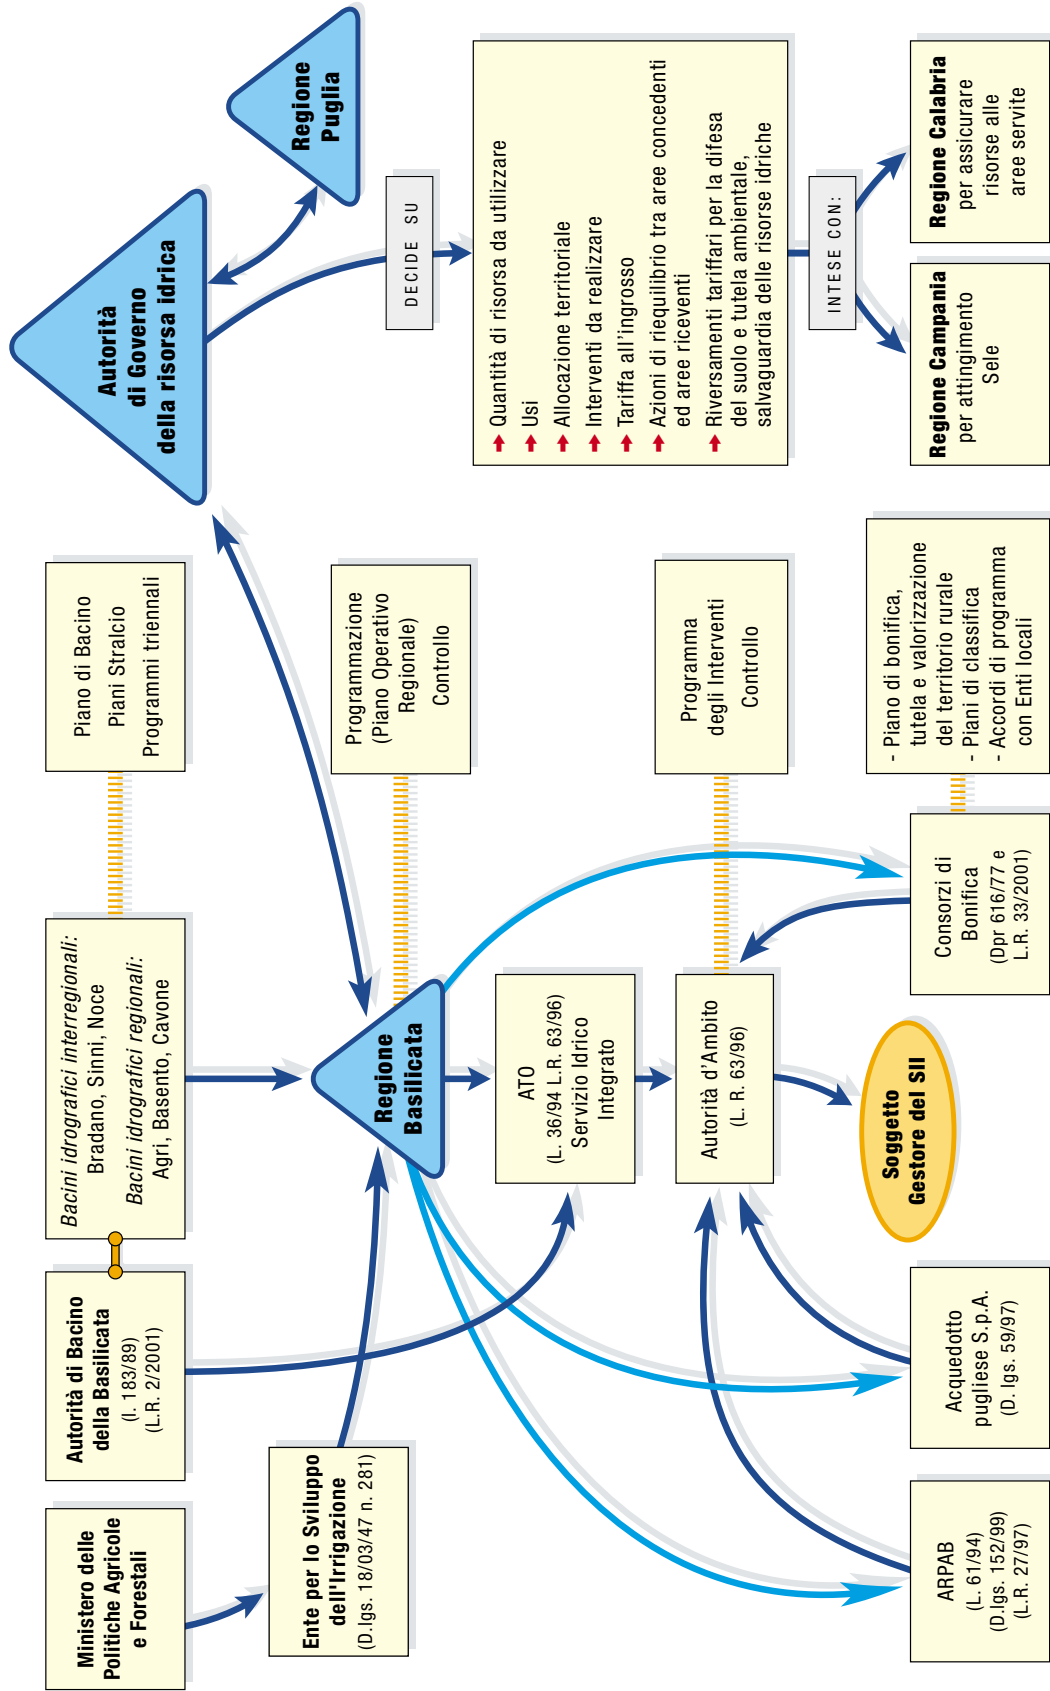 Ministero delle
Politiche Agricole
e Forestali
Autorità di Bacino
della Basilicata
(l. 183/89)
(L.R. 2/2001)
Bacini idrografici interregionali:
Bradano, Sinni, Noce
Bacini idrografici regionali:
Agri, Basento, Cavone
Piano di Bacino
Piani Stralcio
Programmi triennali
Autorità
di Governo
della risorsa idrica
Regione
Puglia
Ente per lo Sviluppo
dell'Irrigazione
(D.lgs. 18/03/47 n. 281)
Regione
Basilicata
Programmazione
(Piano Operativo
Regionale)
Controllo
DECIDE SU
Quantità di risorsa da utilizzare
Usi
Allocazione territoriale
Interventi da realizzare
Tariffa all'ingrosso
Azioni di riequilibrio tra aree concedenti
ed aree riceventi
Riversamenti tariffari per la difesa
del suolo e tutela ambientale,
salvaguardia delle risorse idriche
ATO
(L. 36/94 L.R. 63/96)
Servizio Idrico
Integrato
Autorità d'Ambito
(L. R. 63/96)
Programma
degli Interventi
Controllo
INTESE CON:
ARPAB
(L. 61/94)
(D.lgs. 152/99)
(L.R. 27/97)
Acquedotto
pugliese S.p.A.
(D. lgs. 59/97)
Soggetto
Gestore del SII
Consorzi di
Bonifica
(Dpr 616/77 e
L.R. 33/2001)
- Piano di bonifica,
tutela e valorizzazione
del territorio rurale
- Piani di classifica
- Accordi di programma
con Enti locali
Regione Campania
per attingimento
Sele
Regione Calabria
per assicurare
risorse alle
aree servite